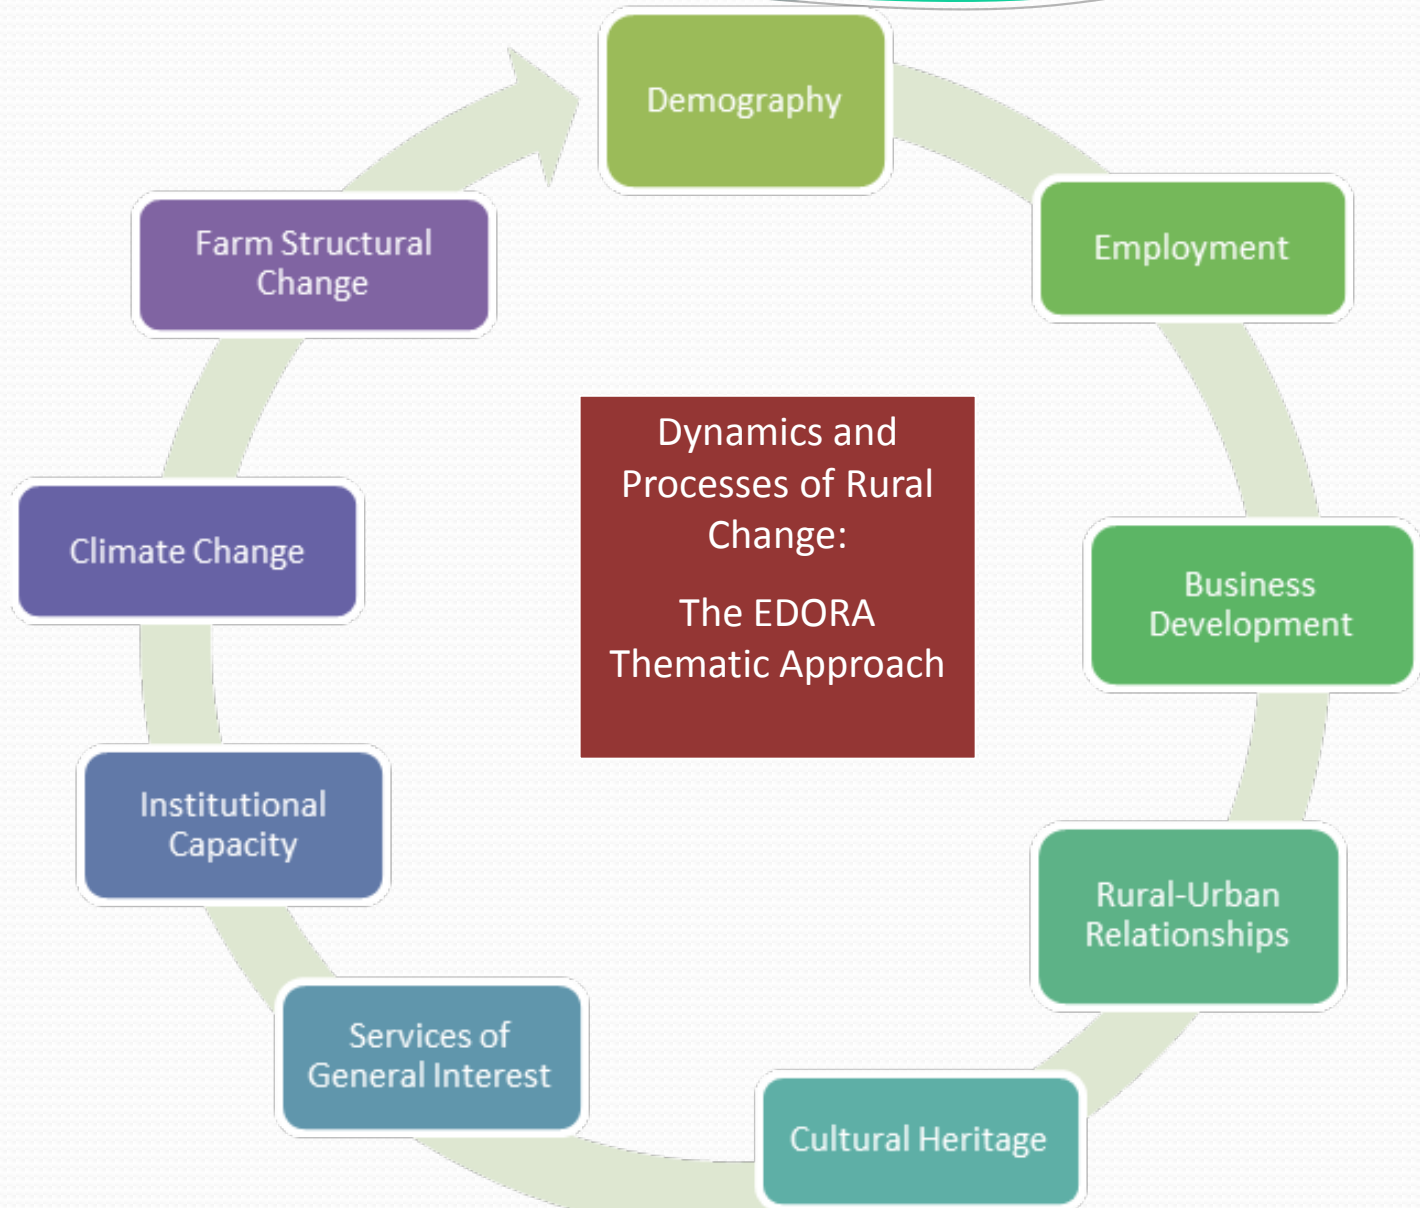 Demography
Employment
Business
Development
Rural-Urban
Relationships
Cultural Heritage
Services of
General Interest
Institutional
Capacity
Climate Change
Farm Structural
Change
Dynamics and
Processes of Rural
Change:
The EDORA
Thematic Approach